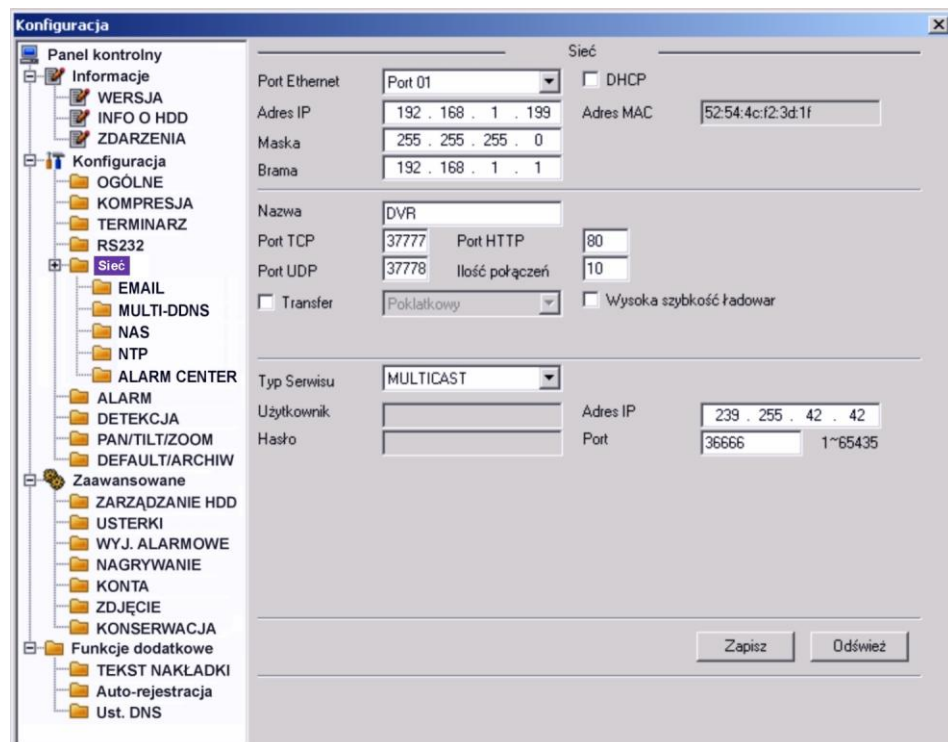 Konfiguracja
Panel kontrolny
Informacje
WERSJA
INFO O HDD
ZDARZENIA
Konfiguracja
OGÓLNE
KOMPRESJA
TERMINARZ
RS232
Sieć
EMAIL
MULTI-DDNS
NAS
NTP
ALARM CENTER
ALARM
DETEKCJA
PAN/TILT/ZOOM
DEFAULT/ARCHIW
Zaawansowane
ZARZĄDZANIE HDD
USTERKI
WYJ. ALARMOWE
NAGRYWANIE
KONTA
ZDJĘCIE
KONSERWACJA
Funkcje dodatkowe
TEKST NAKŁADKI
Auto-rejestracja
Ust. DNS
Sieć
Port Ethernet Port 01 DHCP
Adres IP 192 . 168 . 1 . 199 Adres MAC 52:54:4c:f2:3d:1f
Maska 255 . 255 . 255 . 0
Brama 192 . 168 . 1 . 1
Nazwa DVR
Port TCP 37777 Port HTTP 80
Port UDP 37778 Ilość połączeń 10
Transfer Poklatkowy Wysoka szybkość ładowar
Typ Serwisu MULTICAST
Użytkownik Adres IP 239 . 255 . 42 . 42
Hasło Port 36666 1~65435
Zapisz Odśwież